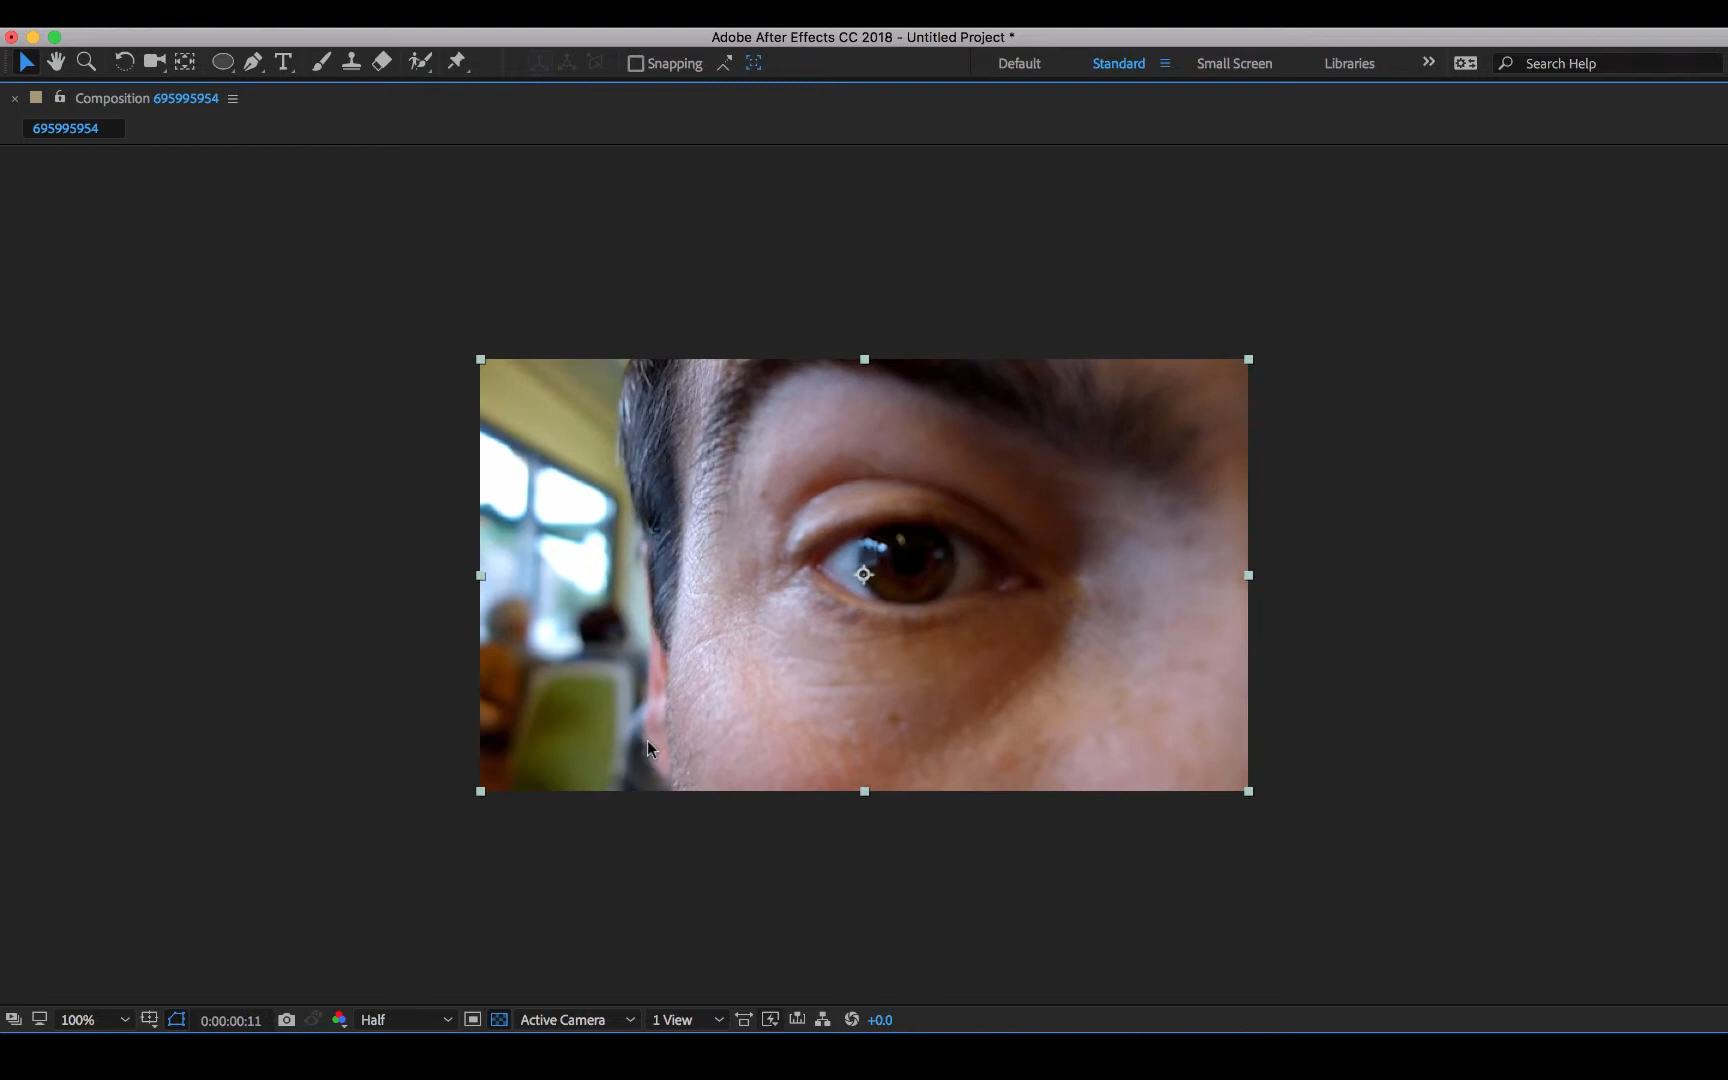 Adobe After Effects CC 2018 - Untitled Project *
Snapping
Default
Standard
Small Screen
Libraries
Search Help
Composition 695995954
695995954
100%
0:00:00:11
Half
Active Camera
1 View
+0.0